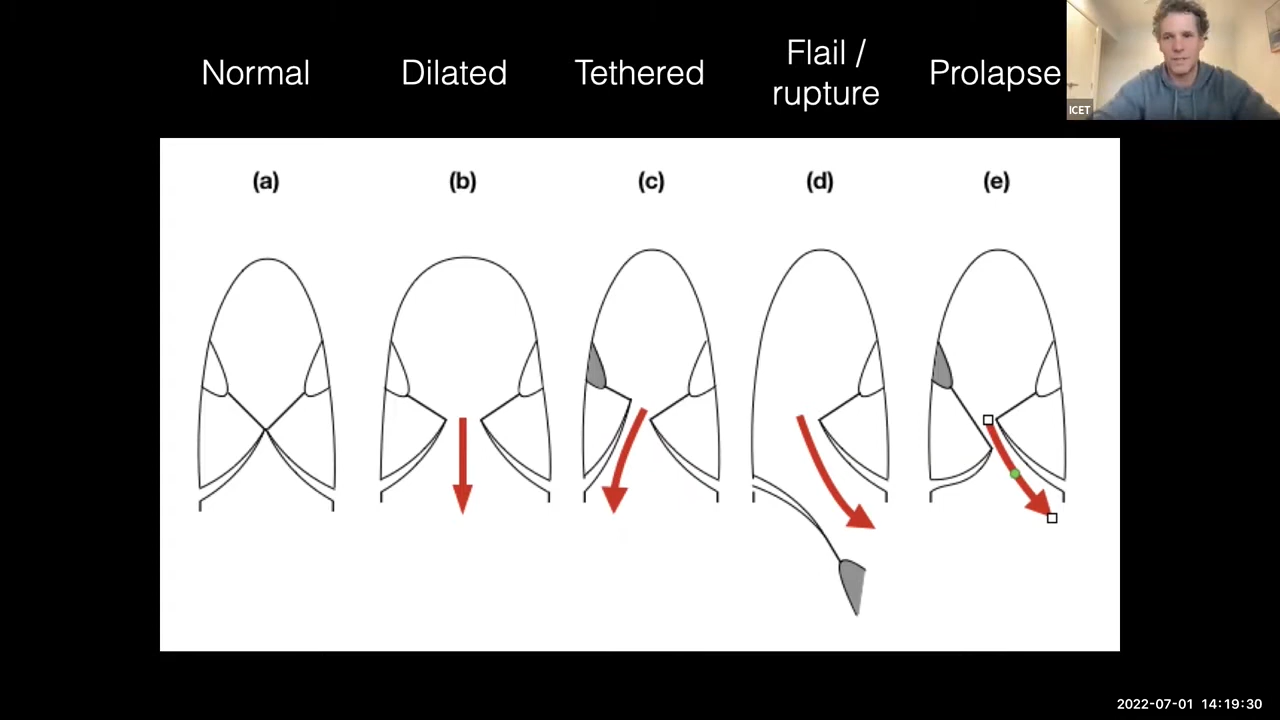 Normal
Dilated
Tethered
Flail /
rupture
Prolapse
ICET
(a)
(b)
(c)
(d)
(e)
2022-07-01 14:19:30